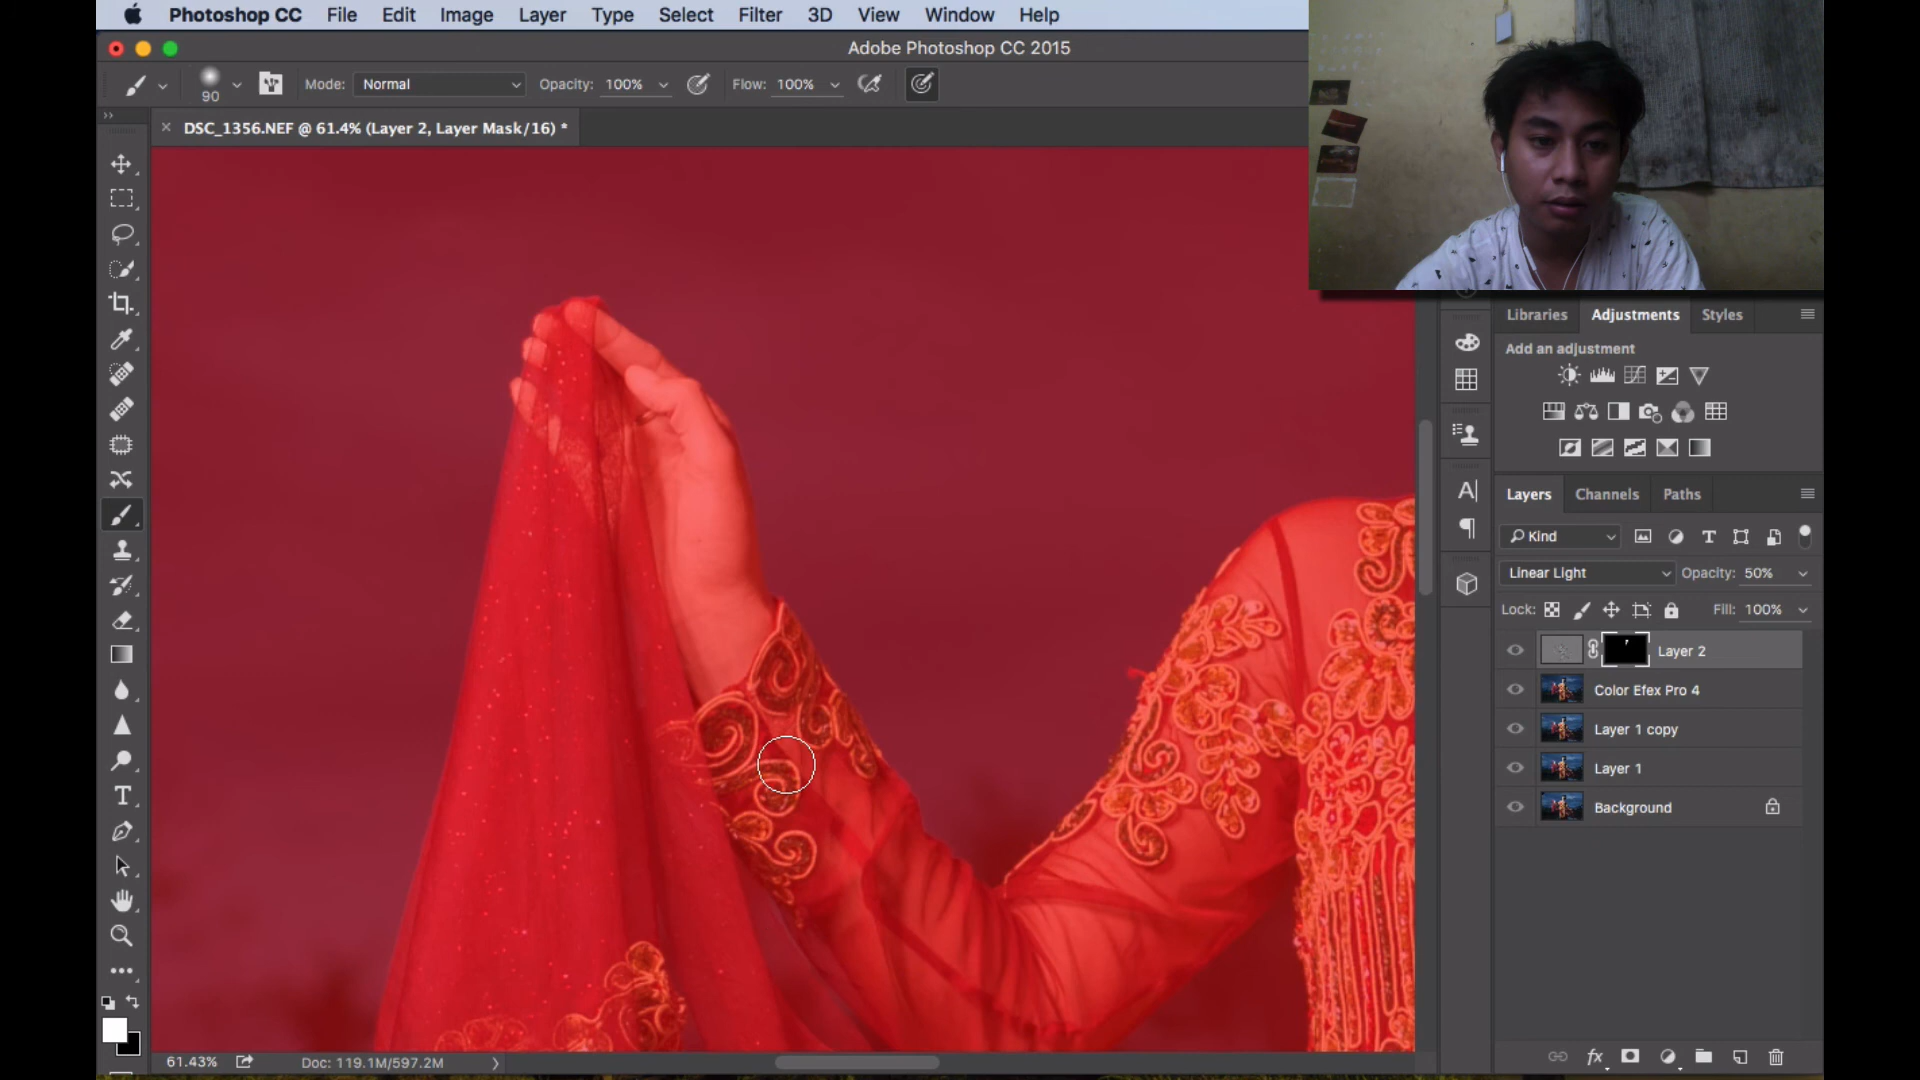 Photoshop CC File Edit Image Layer Type Select Filter 3D View Window Help
Adobe Photoshop CC 2015
90 Mode: Normal Opacity: 100% Flow: 100%
DSC_1356.NEF @ 61.4% (Layer 2, Layer Mask/16) *
Libraries Adjustments Styles
Add an adjustment
Layers Channels Paths
Kind
Linear Light Opacity: 50%
Lock: Fill: 100%
Layer 2
Color Efex Pro 4
Layer 1 copy
Layer 1
Background
61.43% Doc: 119.1M/597.2M